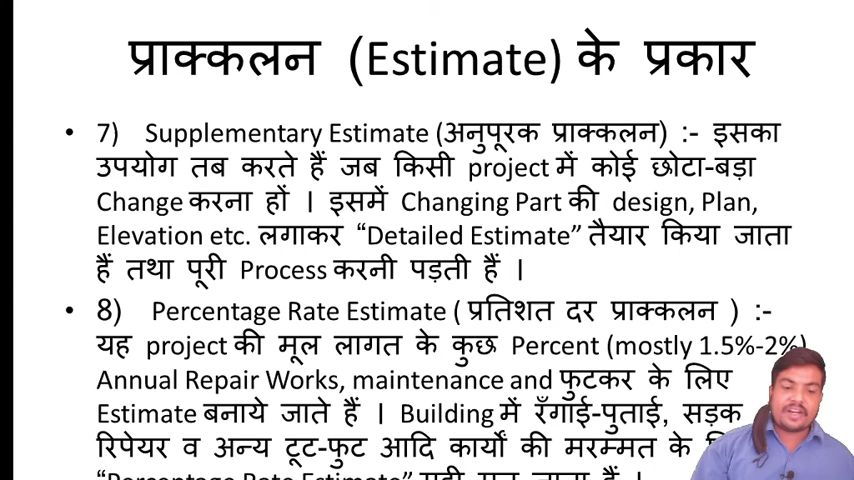 प्राक्कलन (Estimate) के प्रकार
• 7) Supplementary Estimate (अनुपूरक प्राक्कलन) :- इसका
उपयोग तब करते हैं जब किसी project में कोई छोटा-बड़ा
Change करना हों । इसमें Changing Part की design, Plan,
Elevation etc. लगाकर “Detailed Estimate” तैयार किया जाता
हैं तथा पूरी Process करनी पड़ती हैं ।
• 8) Percentage Rate Estimate ( प्रतिशत दर प्राक्कलन ) :-
यह project की मूल लागत के कुछ Percent (mostly 1.5%-2%)
Annual Repair Works, maintenance and फुटकर के लिए
Estimate बनाये जाते हैं । Building में रँगाई-पुताई, सड़क
रिपेयर व अन्य टूट-फुट आदि कार्यों की मरम्मत के
“Percentage Rate Estimate”